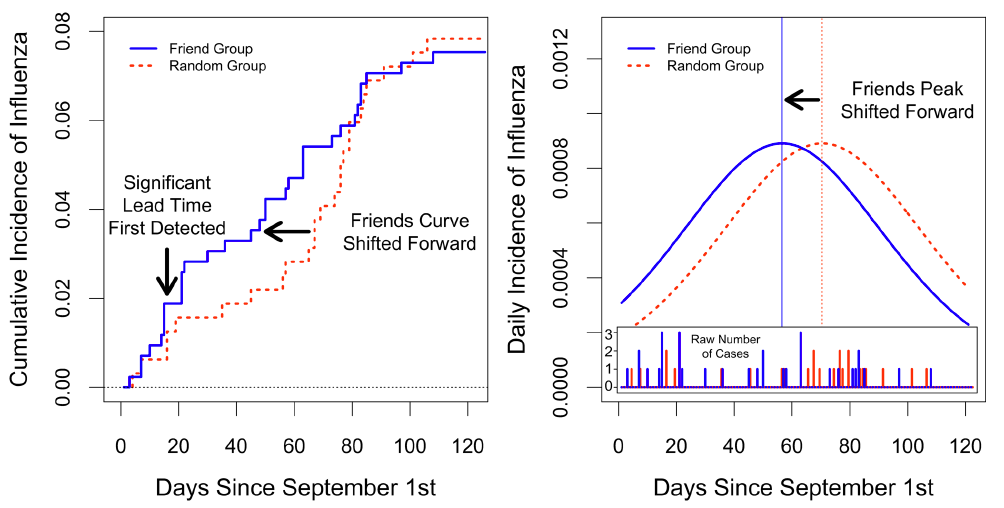 Cumulative Incidence of Influenza
0.08
0.06
0.04
0.02
0.00
Friend Group
Random Group
Significant
Lead Time
First Detected
Friends Curve
Shifted Forward
0 20 40 60 80 100 120
Days Since September 1st
Daily Incidence of Influenza
0.0012
0.0008
0.0004
0.0000
Friend Group
Random Group
Friends Peak
Shifted Forward
Raw Number
of Cases
3
2
1
0
0 20 40 60 80 100 120
Days Since September 1st